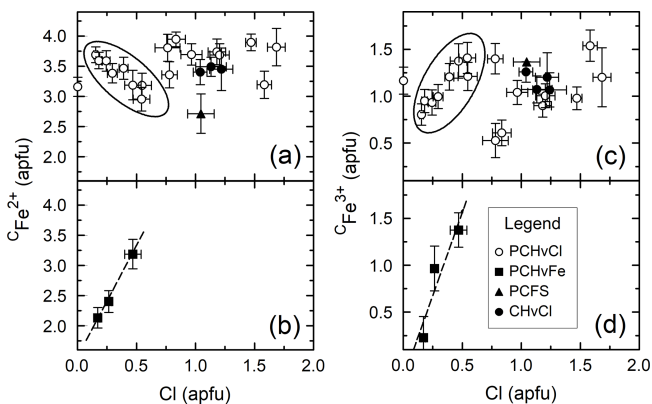 4.0
3.5
3.0
2.5
2.0
(a)
1.5
1.0
0.5
(c)
ᶜFe²⁺ (apfu)
ᶜFe³⁺ (apfu)
4.0
3.5
3.0
2.5
2.0
(b)
0.0 0.5 1.0 1.5 2.0
Cl (apfu)
1.5
1.0
0.5
Legend
PCHvCl
PCHvFe
PCFS
CHvCl
(d)
0.0 0.5 1.0 1.5 2.0
Cl (apfu)